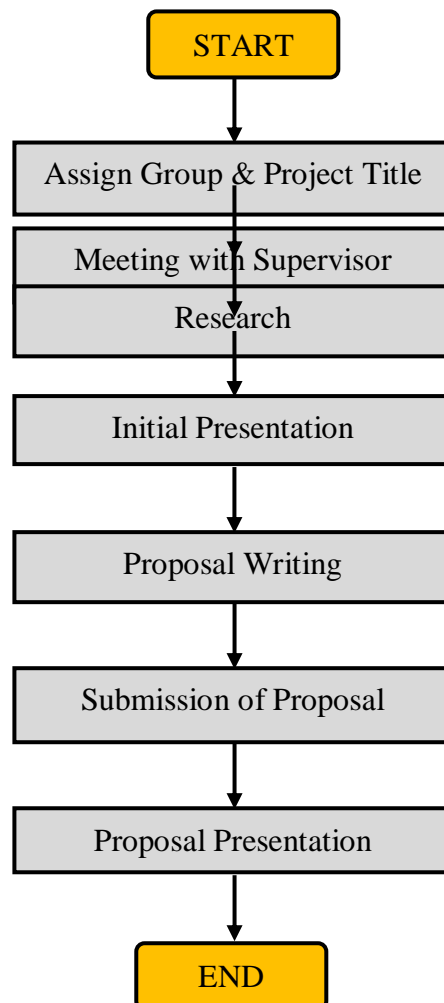 START
Assign Group & Project Title
Meeting with Supervisor
Research
Initial Presentation
Proposal Writing
Submission of Proposal
Proposal Presentation
END